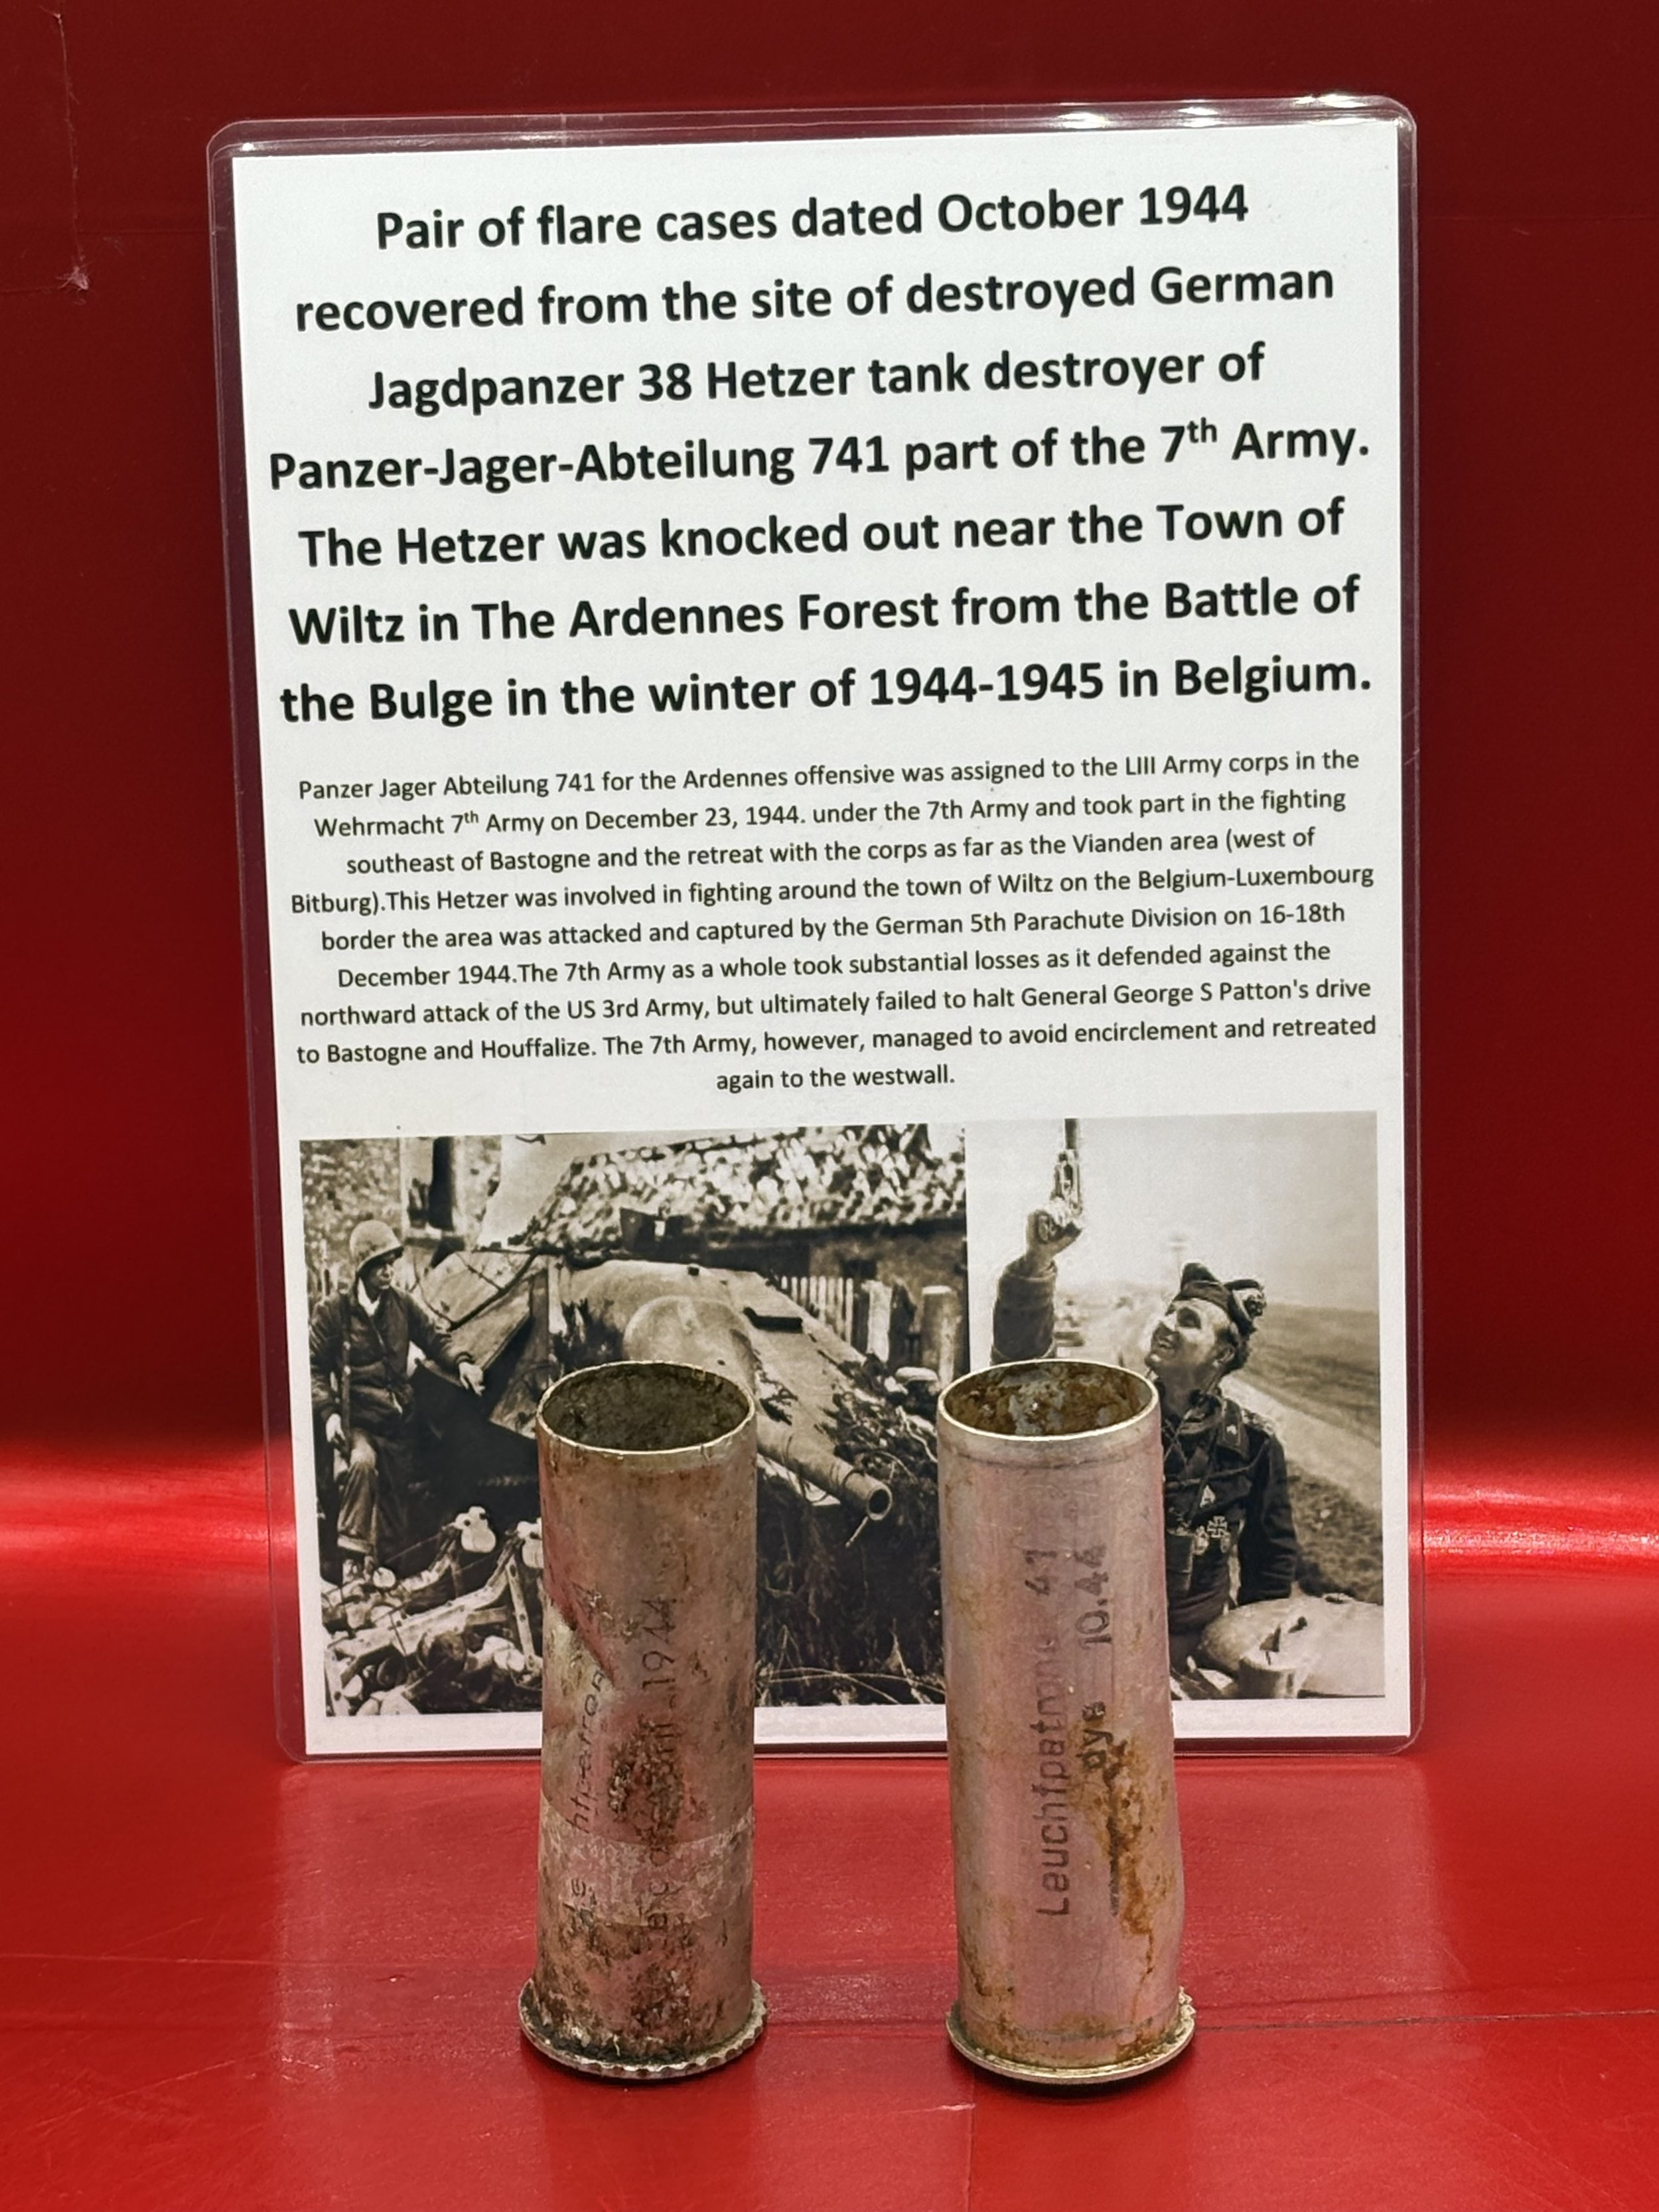 Pair of flare cases dated October 1944
recovered from the site of destroyed German
Jagdpanzer 38 Hetzer tank destroyer of
Panzer-Jager-Abteilung 741 part of the 7th Army.
The Hetzer was knocked out near the Town of
Wiltz in The Ardennes Forest from the Battle of
the Bulge in the winter of 1944-1945 in Belgium.
Panzer Jager Abteilung 741 for the Ardennes offensive was assigned to the LIII Army corps in the
Wehrmacht 7th Army on December 23, 1944. under the 7th Army and took part in the fighting
southeast of Bastogne and the retreat with the corps as far as the Vianden area (west of
Bitburg).This Hetzer was involved in fighting around the town of Wiltz on the Belgium-Luxembourg
border the area was attacked and captured by the German 5th Parachute Division on 16-18th
December 1944.The 7th Army as a whole took substantial losses as it defended against the
northward attack of the US 3rd Army, but ultimately failed to halt General George S Patton's drive
to Bastogne and Houffalize. The 7th Army, however, managed to avoid encirclement and retreated
again to the westwall.
1944
Leuchtpatrone 41
dye 10.44